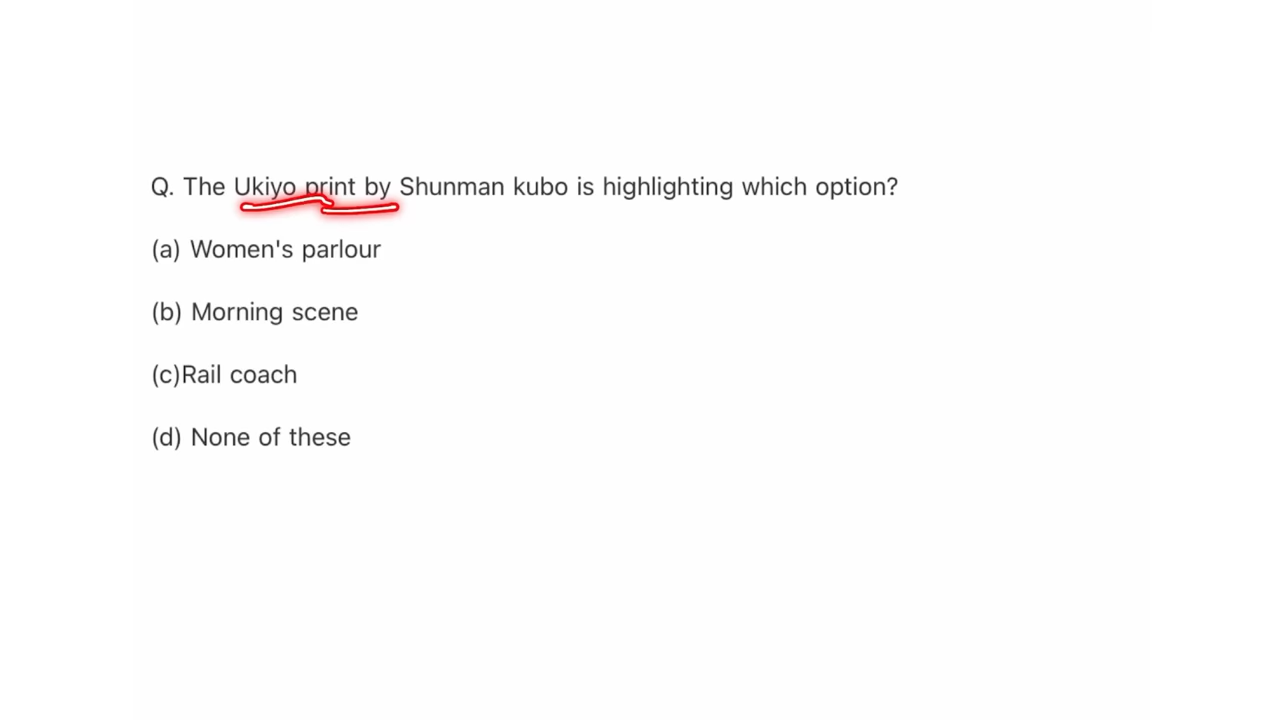 Q. The Ukiyo print by Shunman kubo is highlighting which option?
(a) Women's parlour
(b) Morning scene
(c)Rail coach
(d) None of these